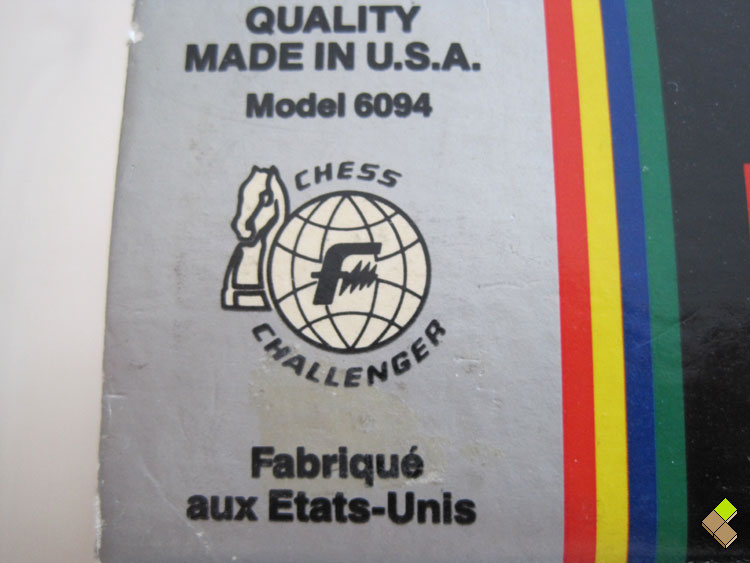 QUALITY
MADE IN U.S.A.
Model 6094
CHESS
F
CHALLENGER
Fabriqué
aux Etats-Unis